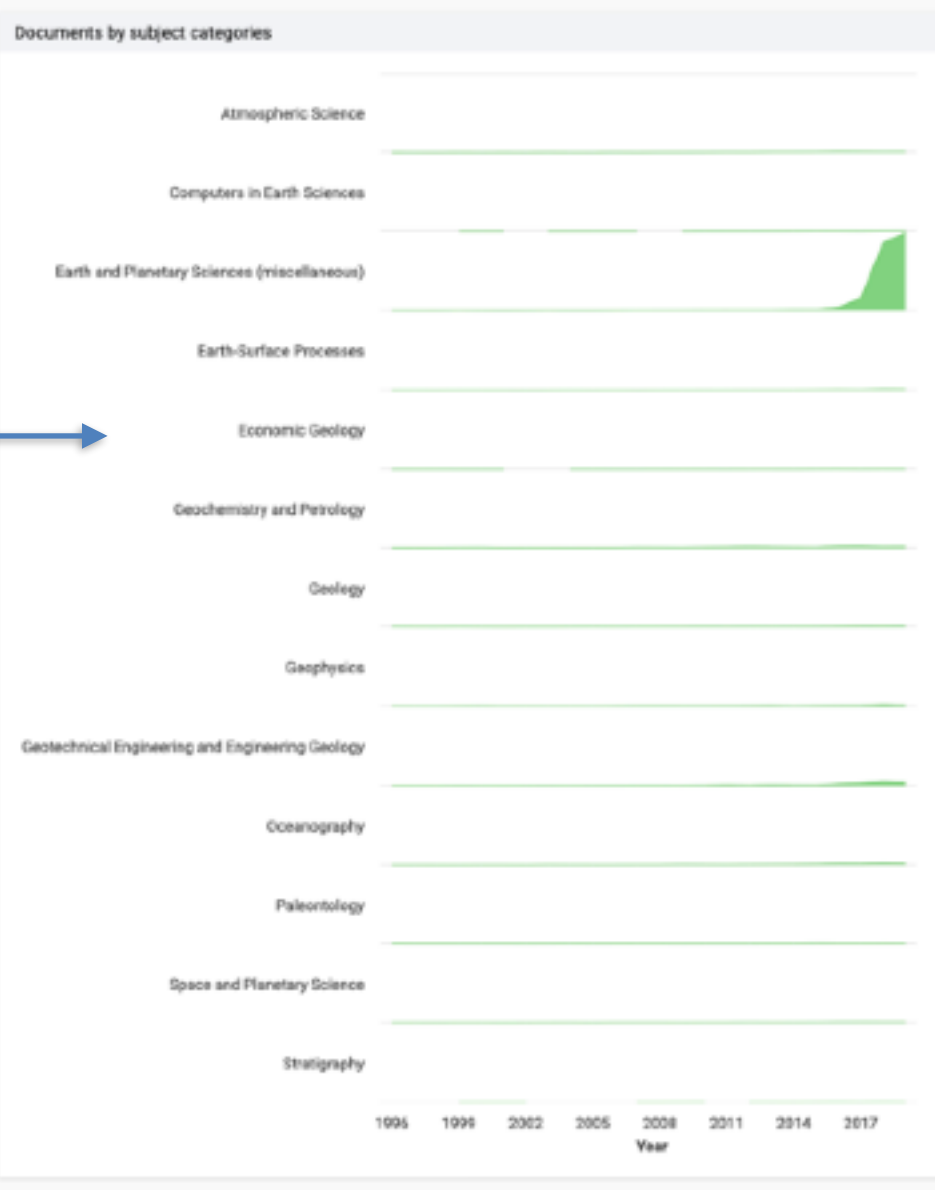 Documents by subject categories
Atmospheric Science
Computers in Earth Sciences
Earth and Planetary Sciences (miscellaneous)
Earth-Surface Processes
Economic Geology
Geochemistry and Petrology
Geology
Geophysics
Geotechnical Engineering and Engineering Geology
Oceanography
Paleontology
Space and Planetary Science
Stratigraphy
1996 1999 2002 2005 2008 2011 2014 2017
Year